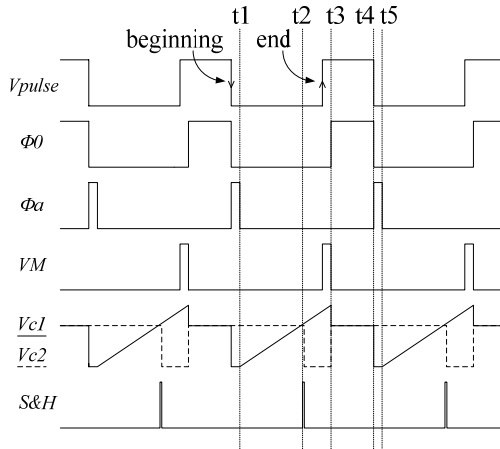 t1 t2 t3 t4 t5
beginning end
Vpulse
Φ0
Φa
VM
Vc1
Vc2
S&H